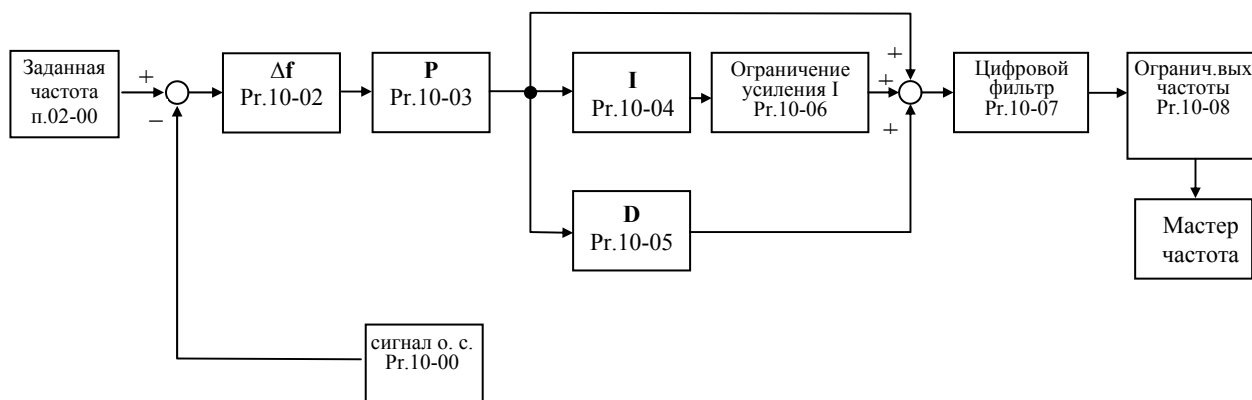 Заданная
частота
п.02-00
+
−
Δf
Pr.10-02
P
Pr.10-03
I
Pr.10-04
Ограничение
усиления I
Pr.10-06
D
Pr.10-05
+
+
+
Цифровой
фильтр
Pr.10-07
Огранич.вых
частоты
Pr.10-08
Мастер
частота
сигнал о. с.
Pr.10-00